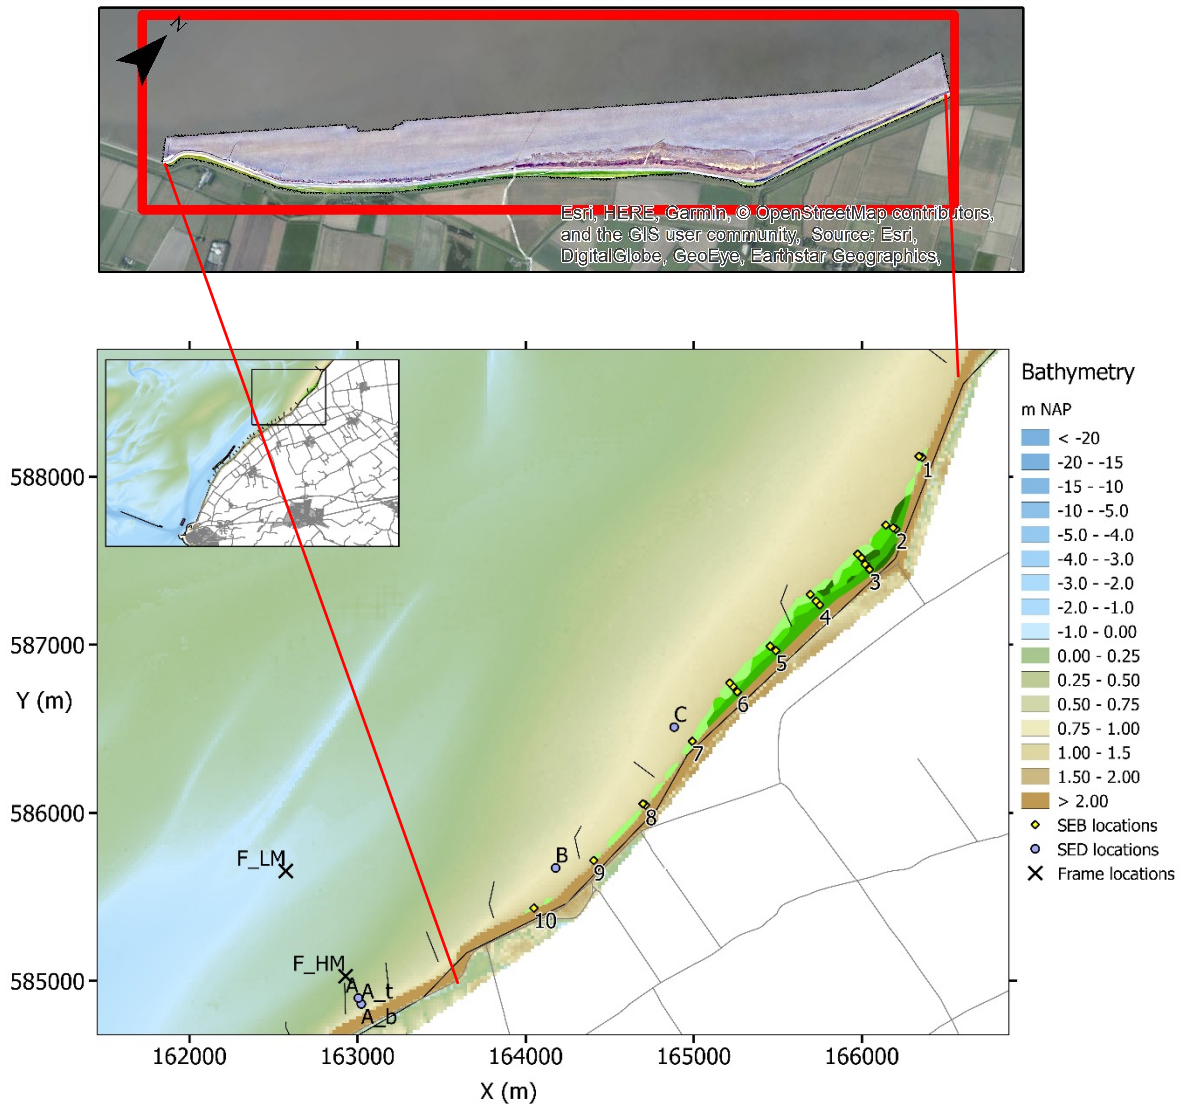 N
Esri, HERE, Garmin, © OpenStreetMap contributors,
and the GIS user community, Source: Esri,
DigitalGlobe, GeoEye, Earthstar Geographics,
Bathymetry
m NAP
< -20
-20 - -15
-15 - -10
-10 - -5.0
-5.0 - -4.0
-4.0 - -3.0
-3.0 - -2.0
-2.0 - -1.0
-1.0 - 0.00
0.00 - 0.25
0.25 - 0.50
0.50 - 0.75
0.75 - 1.00
1.00 - 1.5
1.50 - 2.00
> 2.00
SEB locations
SED locations
Frame locations
588000
587000
Y (m)
586000
585000
1
2
3
4
5
6
C
7
8
B
9
10
F_LM
F_HM
A
A_t
A_b
162000
163000
164000
165000
166000
X (m)